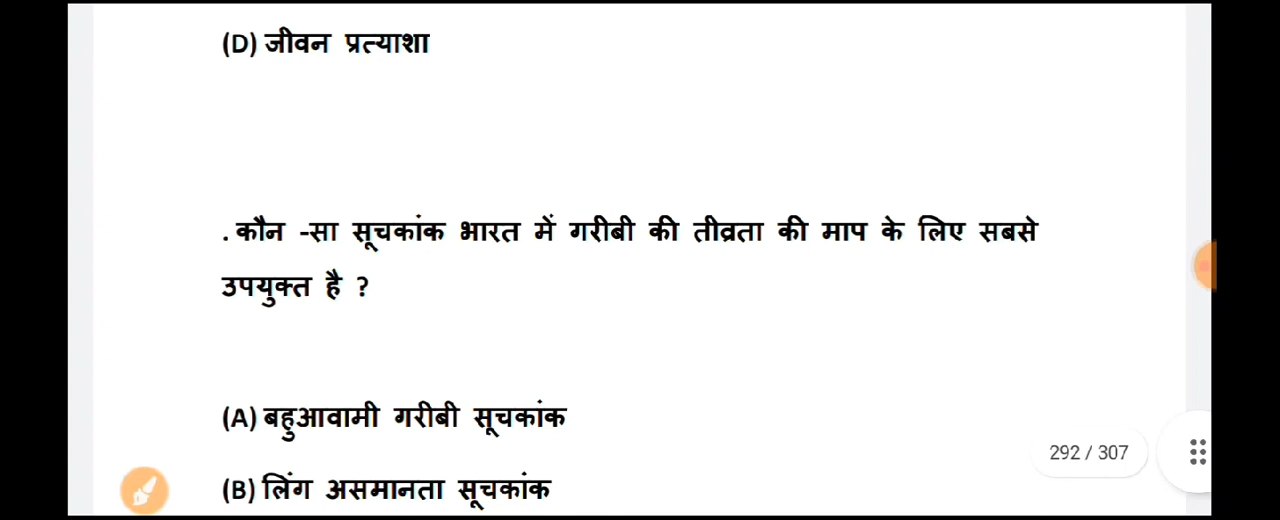 (D) जीवन प्रत्याशा
. कौन -सा सूचकांक भारत में गरीबी की तीव्रता की माप के लिए सबसे
उपयुक्त है ?
(A) बहुआवामी गरीबी सूचकांक
292 / 307
(B) लिंग असमानता सूचकांक